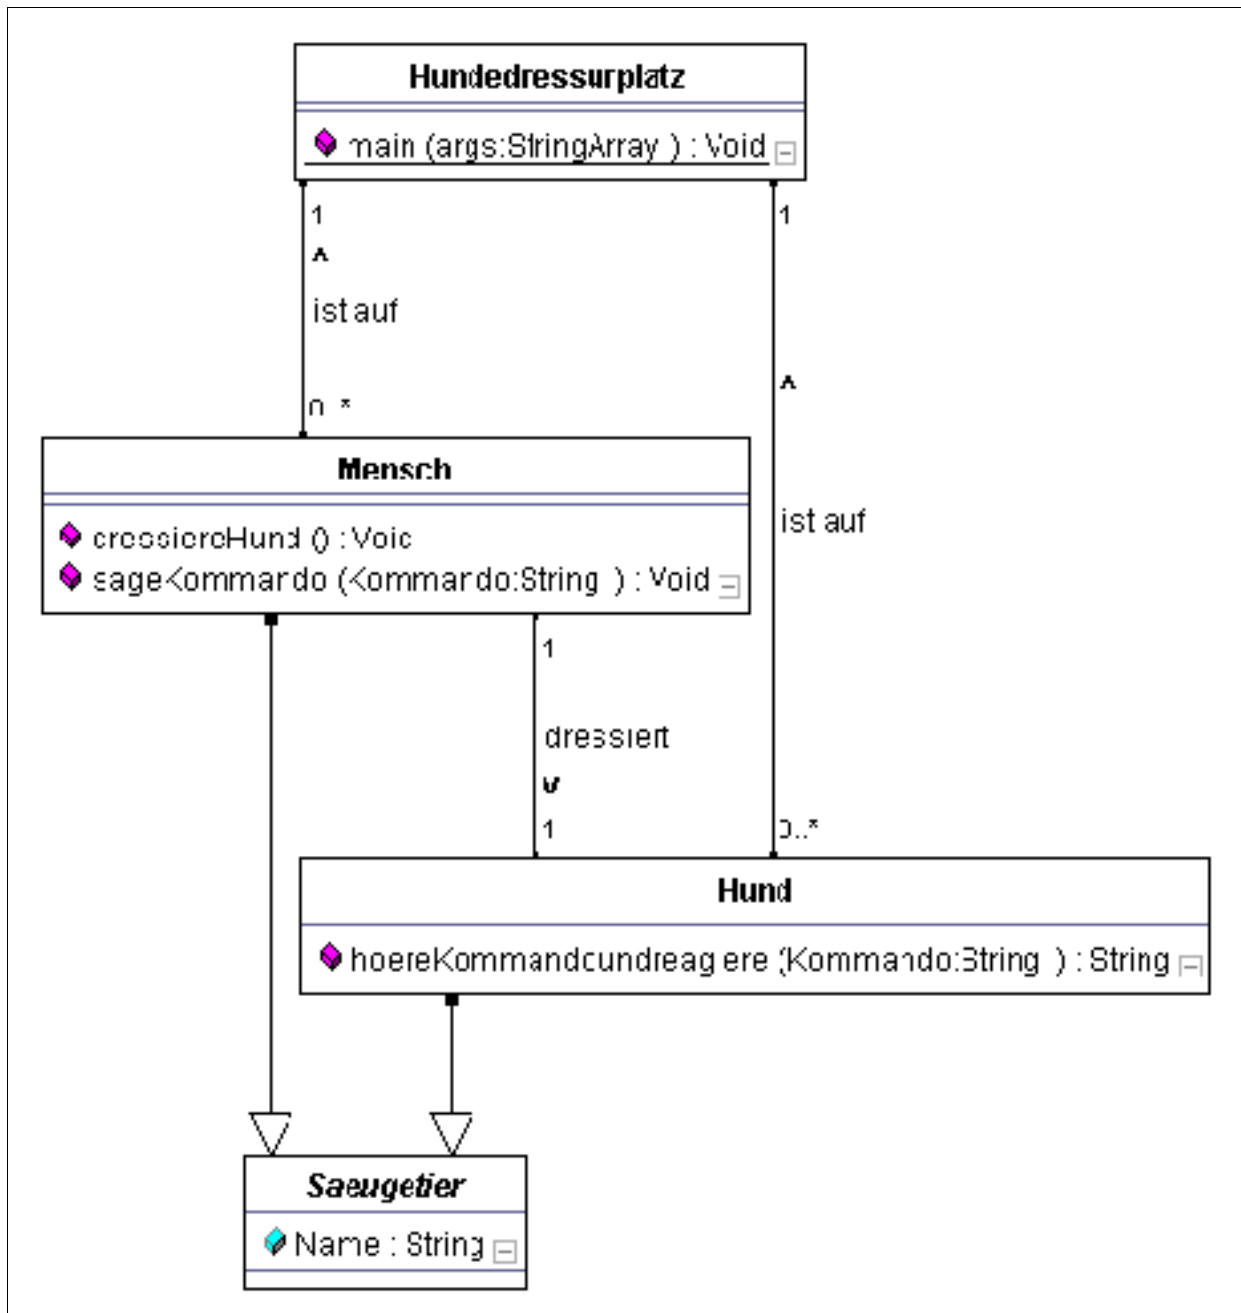 Hundedressurplatz
main (args:StringArray ) : Void
1
1
ist auf
0..*
ist auf
Mensch
dressiereHund () : Void
sageKommando (Kommando:String ) : Void
1
dressiert
1
0..*
Hund
hoereKommandoundreagiere (Kommando:String ) : String
Saeugetier
Name : String